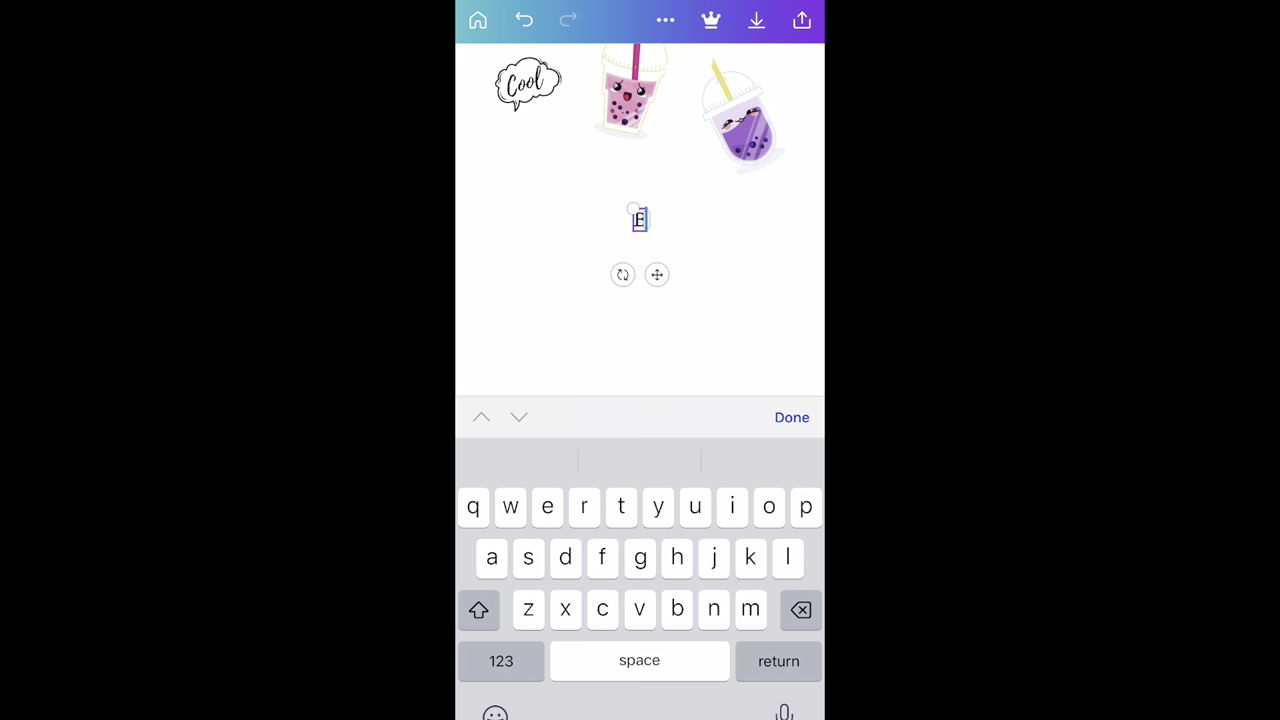 Cool
B
Done
q w e r t y u i o p
a s d f g h j k l
z x c v b n m
123 space return